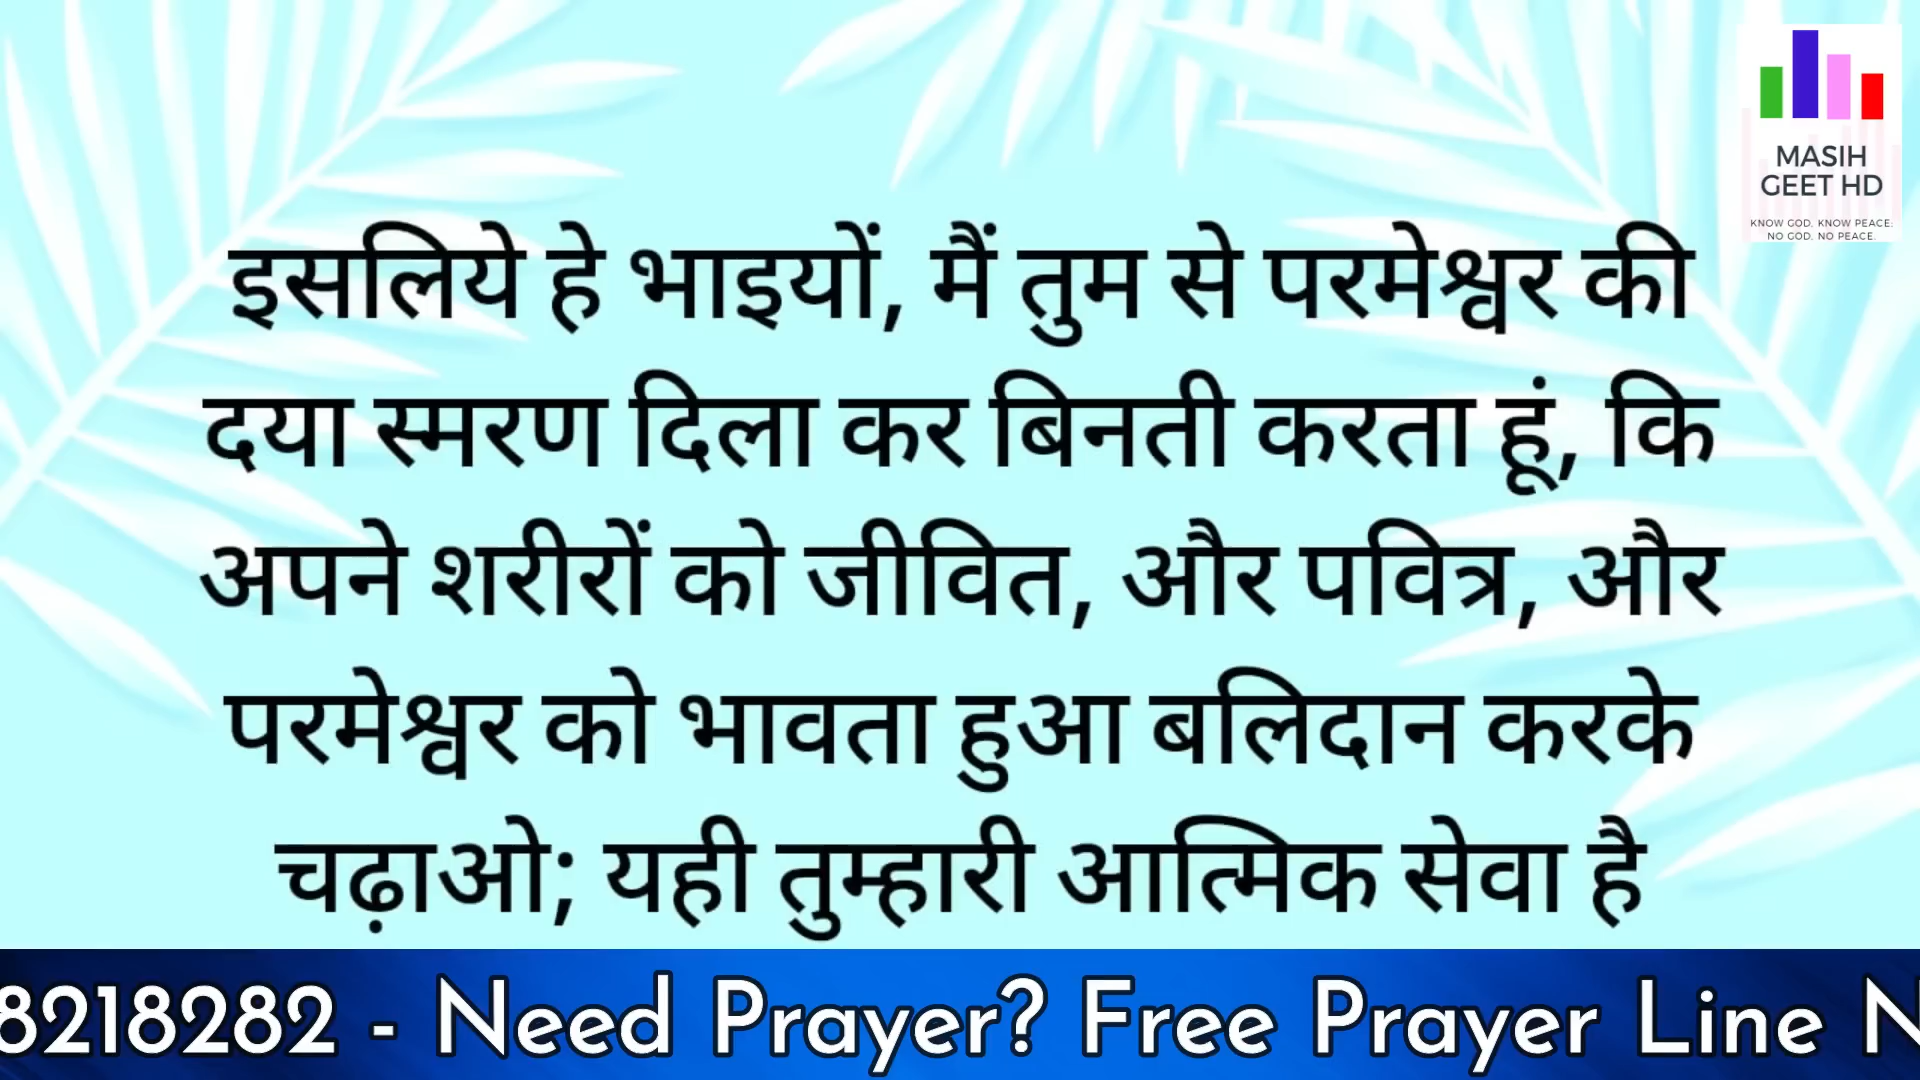 MASIH
GEET HD
KNOW GOD, KNOW PEACE:
NO GOD, NO PEACE.
इसलिये हे भाइयों, मैं तुम से परमेश्वर की
दया स्मरण दिला कर बिनती करता हूं, कि
अपने शरीरों को जीवित, और पवित्र, और
परमेश्वर को भावता हुआ बलिदान करके
चढ़ाओ; यही तुम्हारी आत्मिक सेवा है
8218282 - Need Prayer? Free Prayer Line N